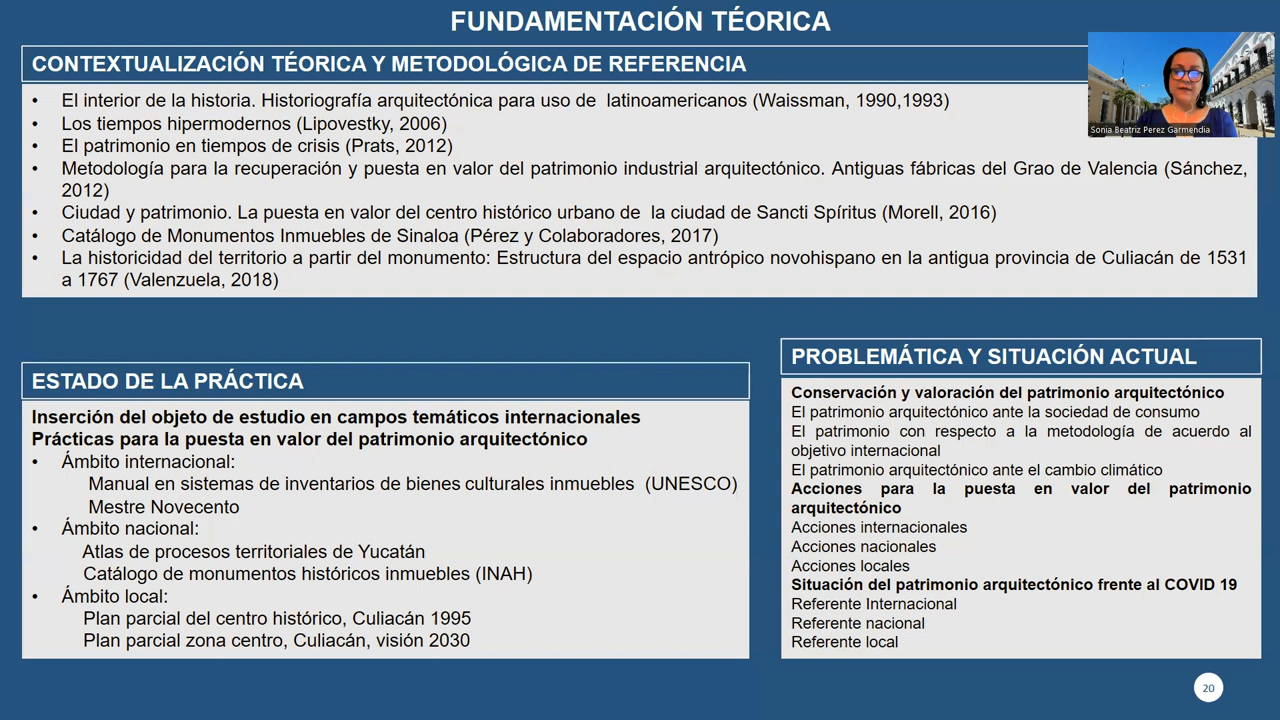 FUNDAMENTACIÓN TÉORICA
CONTEXTUALIZACIÓN TÉORICA Y METODOLÓGICA DE REFERENCIA
• El interior de la historia. Historiografía arquitectónica para uso de latinoamericanos (Waissman, 1990,1993)
• Los tiempos hipermodernos (Lipovestky, 2006)
• El patrimonio en tiempos de crisis (Prats, 2012)
• Metodología para la recuperación y puesta en valor del patrimonio industrial arquitectónico. Antiguas fábricas del Grao de Valencia (Sánchez,
2012)
• Ciudad y patrimonio. La puesta en valor del centro histórico urbano de la ciudad de Sancti Spíritus (Morell, 2016)
• Catálogo de Monumentos Inmuebles de Sinaloa (Pérez y Colaboradores, 2017)
• La historicidad del territorio a partir del monumento: Estructura del espacio antrópico novohispano en la antigua provincia de Culiacán de 1531
a 1767 (Valenzuela, 2018)
Sonia Beatriz Perez Garmendia
ESTADO DE LA PRÁCTICA
Inserción del objeto de estudio en campos temáticos internacionales
Prácticas para la puesta en valor del patrimonio arquitectónico
• Ámbito internacional:
Manual en sistemas de inventarios de bienes culturales inmuebles (UNESCO)
Mestre Novecento
• Ámbito nacional:
Atlas de procesos territoriales de Yucatán
Catálogo de monumentos históricos inmuebles (INAH)
• Ámbito local:
Plan parcial del centro histórico, Culiacán 1995
Plan parcial zona centro, Culiacán, visión 2030
PROBLEMÁTICA Y SITUACIÓN ACTUAL
Conservación y valoración del patrimonio arquitectónico
El patrimonio arquitectónico ante la sociedad de consumo
El patrimonio con respecto a la metodología de acuerdo al
objetivo internacional
El patrimonio arquitectónico ante el cambio climático
Acciones para la puesta en valor del patrimonio
arquitectónico
Acciones internacionales
Acciones nacionales
Acciones locales
Situación del patrimonio arquitectónico frente al COVID 19
Referente Internacional
Referente nacional
Referente local
20